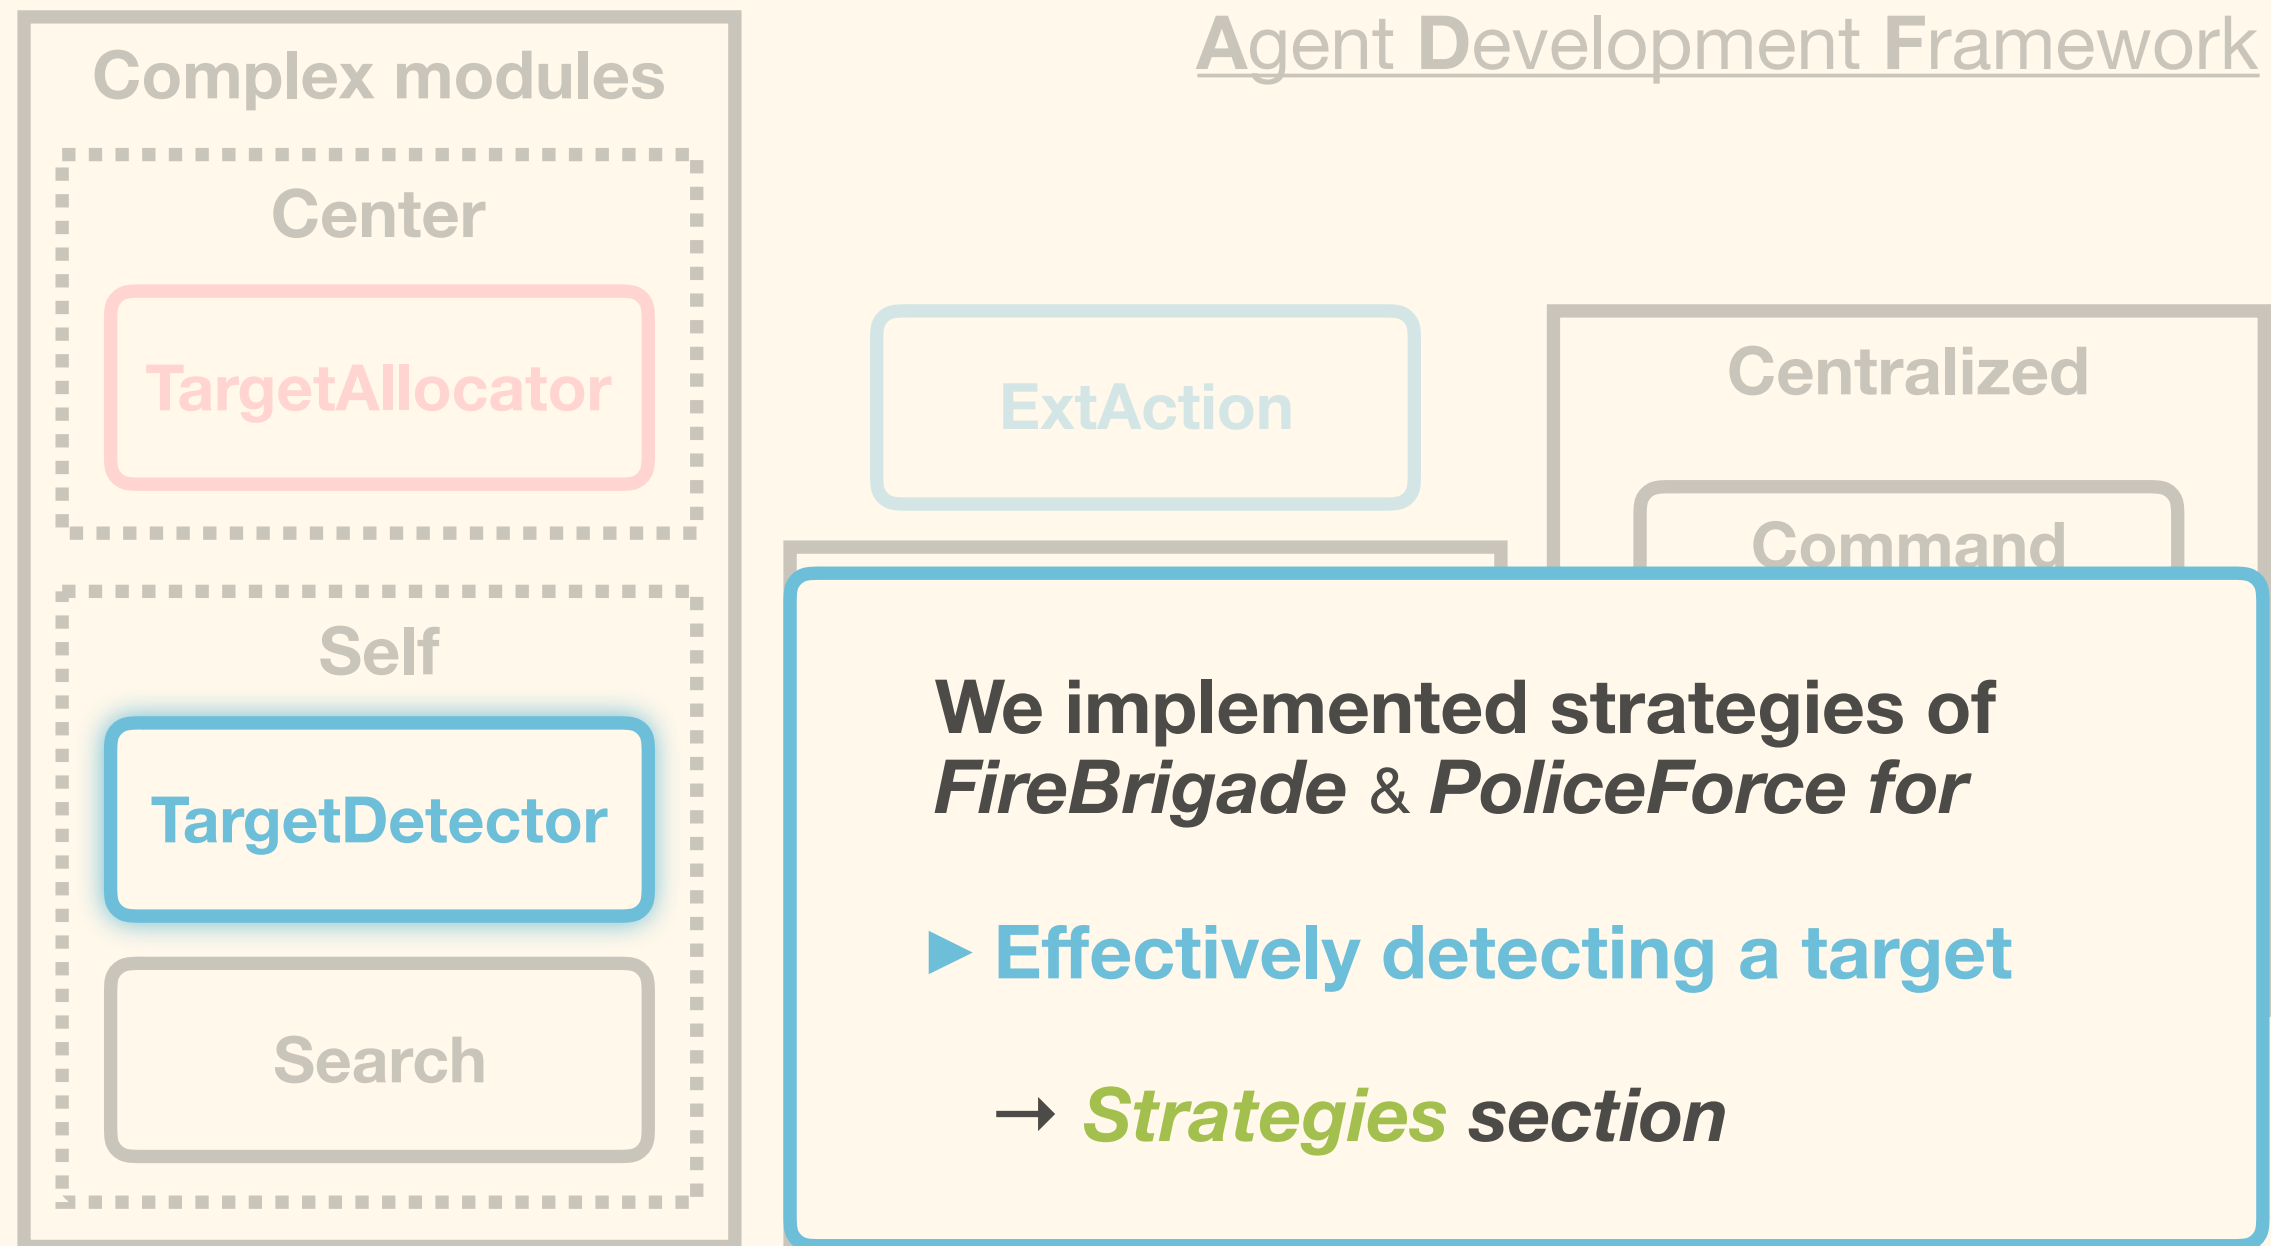 Agent Development Framework
Complex modules
Center
TargetAllocator
Self
TargetDetector
Search
ExtAction
Centralized
Command
We implemented strategies of
FireBrigade & PoliceForce for
▶ Effectively detecting a target
→ Strategies section